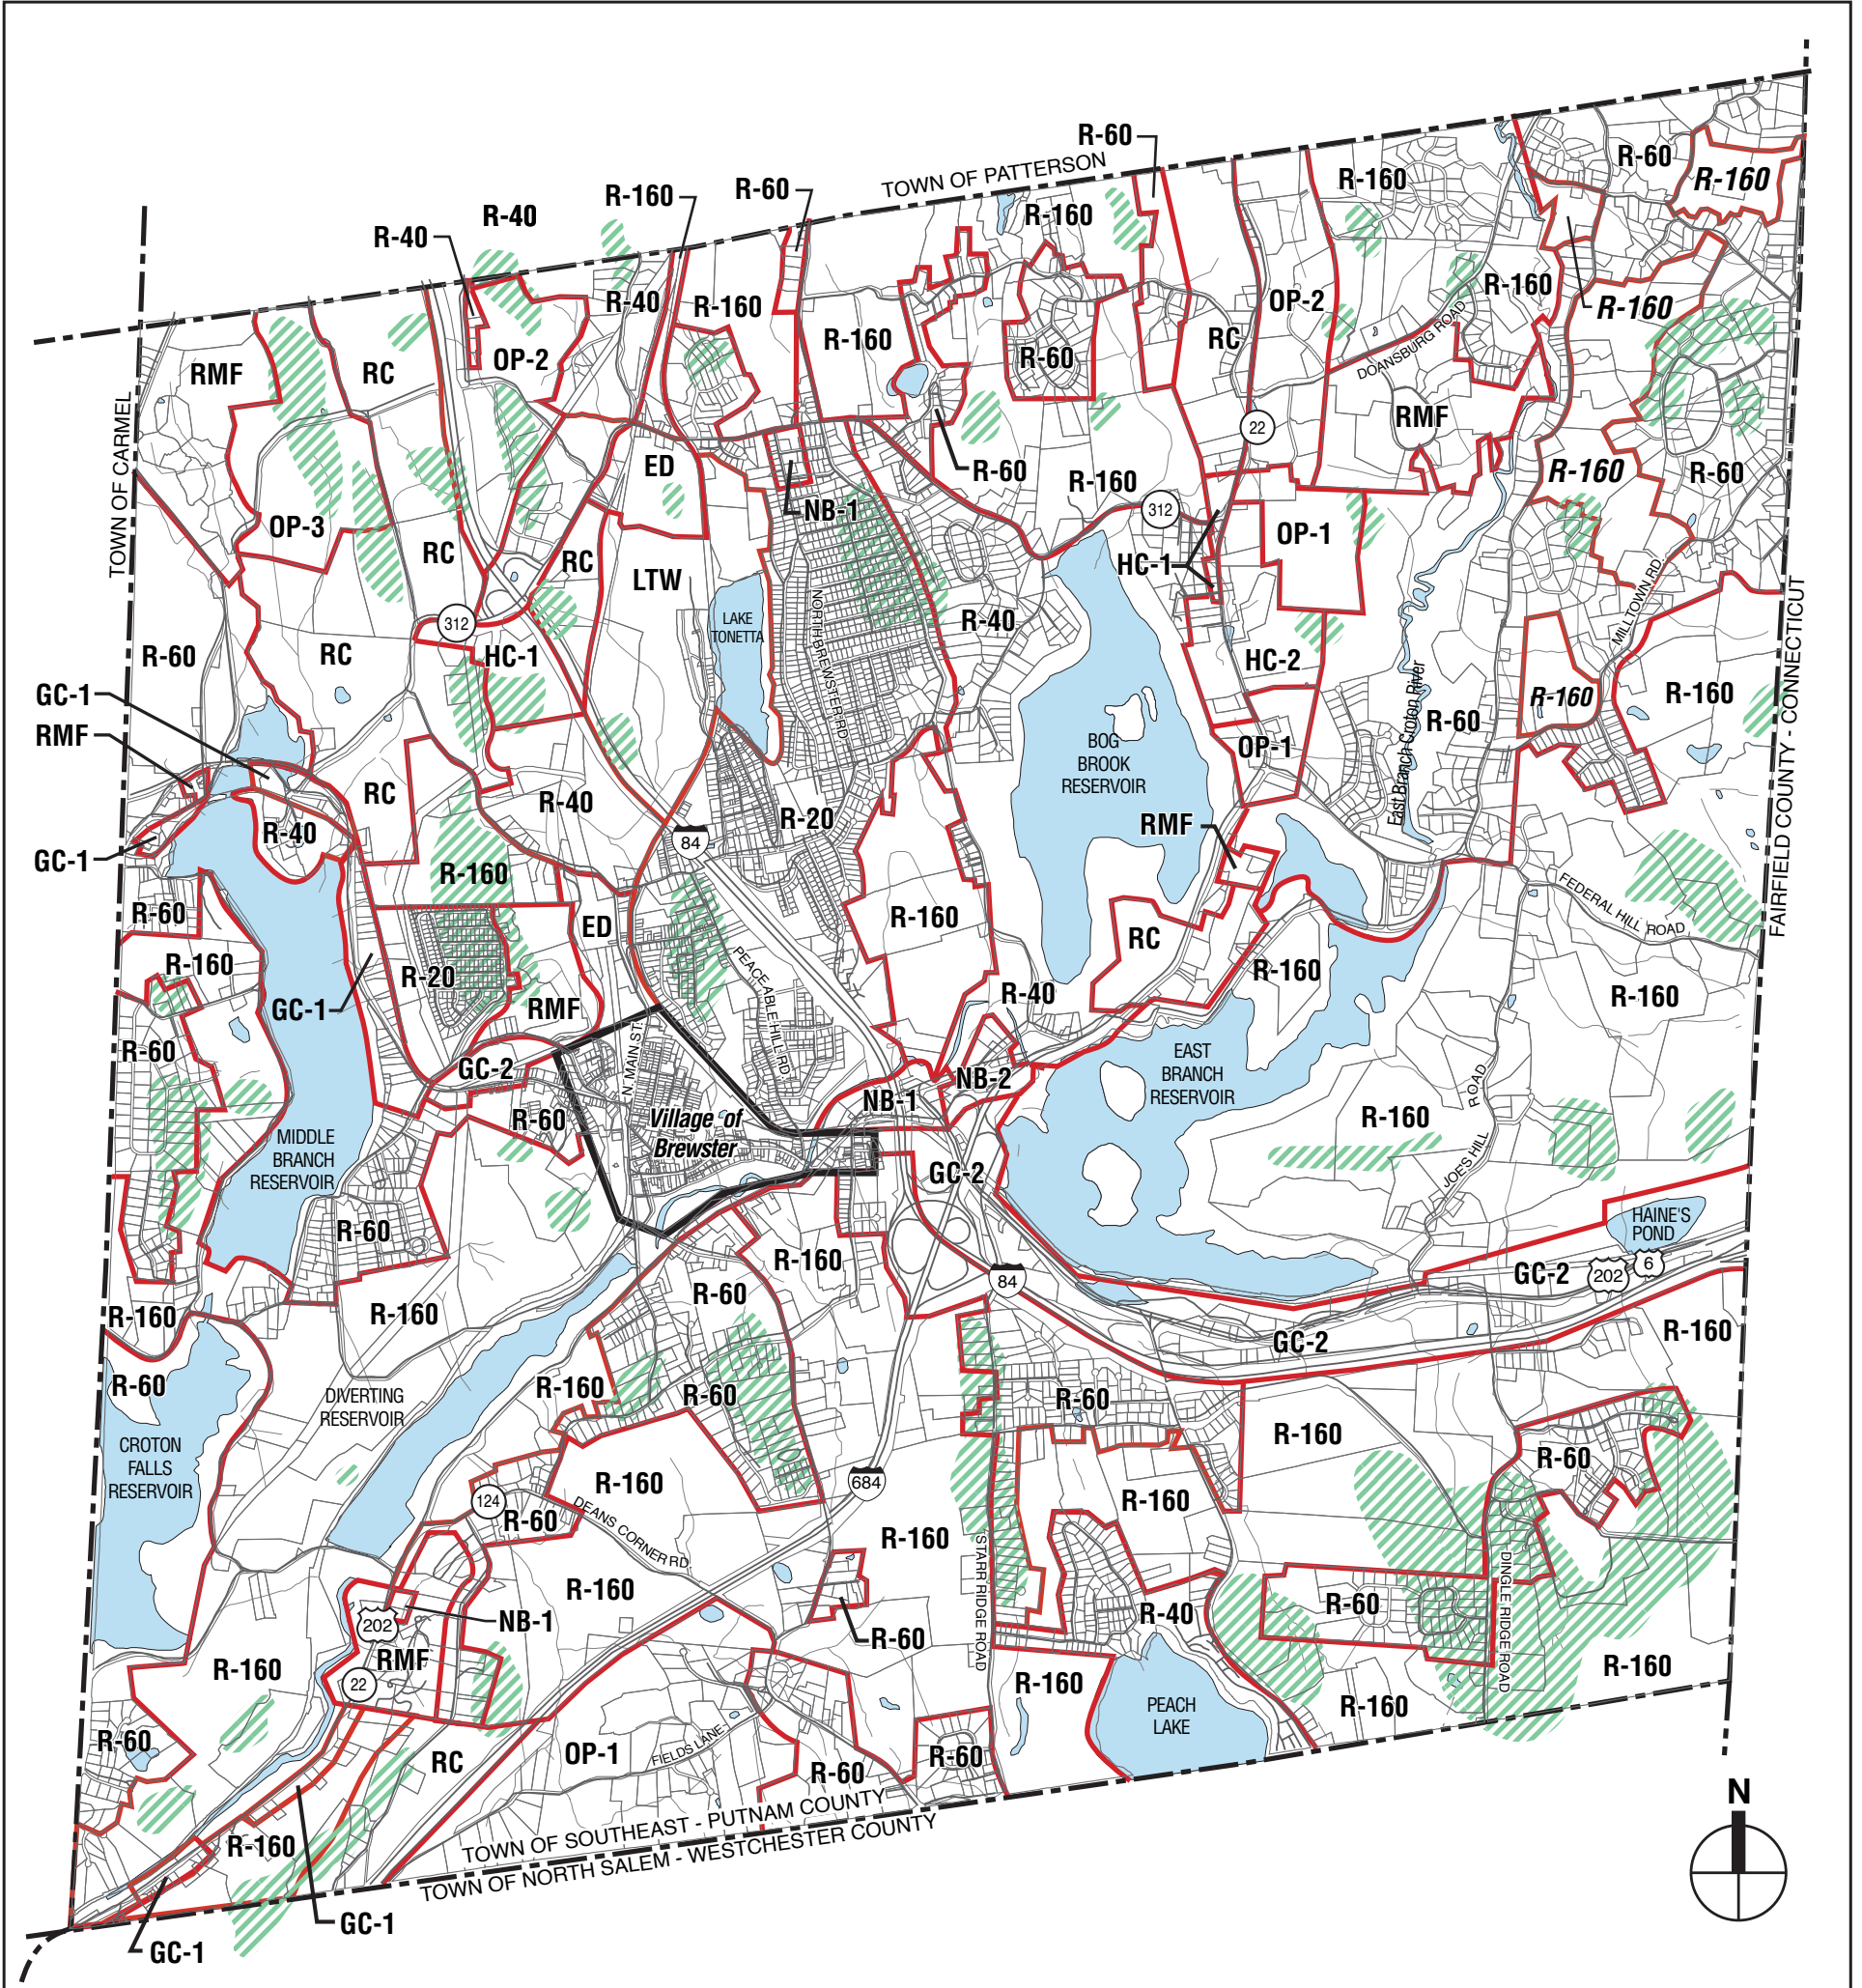 R-60
TOWN OF PATTERSON
R-60
R-160
R-60
R-160
R-160
R-60
R-160
R-40
R-40
R-160
R-40
R-160
OP-2
R-160
R-160
RC
R-160
OP-2
R-60
RMF
RC
DOANSBURG ROAD
RMF
22
TOWN OF CARMEL
ED
R-60
R-160
R-160
R-60
NB-1
312
OP-3
OP-1
RC
RC
HC-1
LTW
LAKE
TONETTA
NORTH BREWSTER RD
R-40
312
MILLTOWN RD.
FAIRFIELD COUNTY - CONNECTICUT
R-60
RC
HC-1
HC-2
GC-1
R-160
R-160
East Branch Croton River
R-60
RMF
BOG
BROOK
RESERVOIR
OP-1
RC
R-40
R-20
RMF
R-40
84
GC-1
R-160
FEDERAL HILL ROAD
R-60
R-160
ED
RC
R-160
R-160
R-20
PEACEABLE HILL RD.
R-40
R-160
GC-1
RMF
N. MAIN ST.
R-60
GC-2
EAST
BRANCH
RESERVOIR
NB-2
NB-1
ROAD
R-60
Village of
Brewster
R-160
MIDDLE
BRANCH
RESERVOIR
GC-2
JOES HILL
R-60
HAINE'S
POND
R-160
GC-2
202
6
84
R-60
R-160
R-160
R-160
GC-2
R-60
DIVERTING
RESERVOIR
R-160
R-60
R-60
R-160
CROTON
FALLS
RESERVOIR
R-60
R-160
684
R-160
124
R-60
DEANS CORNER RD
R-160
STARR RIDGE ROAD
R-160
R-60
DINGLE RIDGE ROAD
NB-1
R-40
202
R-60
RMF
R-160
R-160
22
R-160
R-160
PEACH
LAKE
R-60
RC
OP-1
FIELDS LANE
R-60
R-60
TOWN OF SOUTHEAST - PUTNAM COUNTY
TOWN OF NORTH SALEM - WESTCHESTER COUNTY
N
R-160
GC-1
GC-1